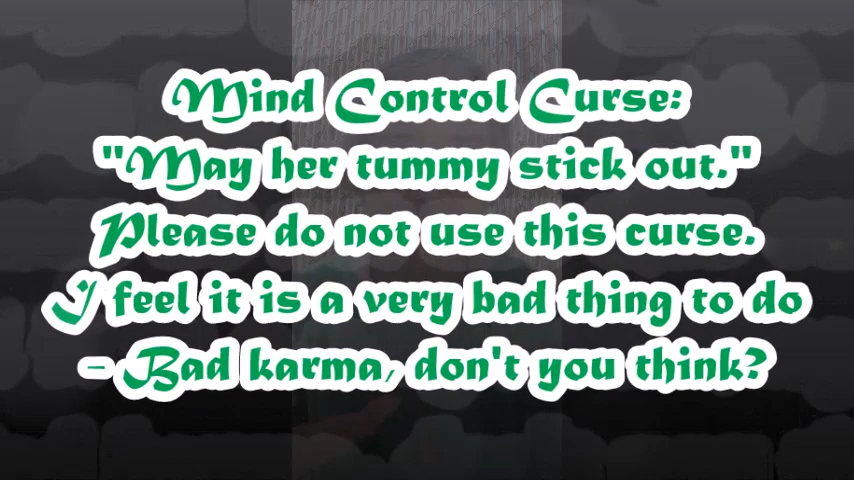 Mind Control Curse:
"May her tummy stick out."
Please do not use this curse.
I feel it is a very bad thing to do
- Bad karma, don't you think?